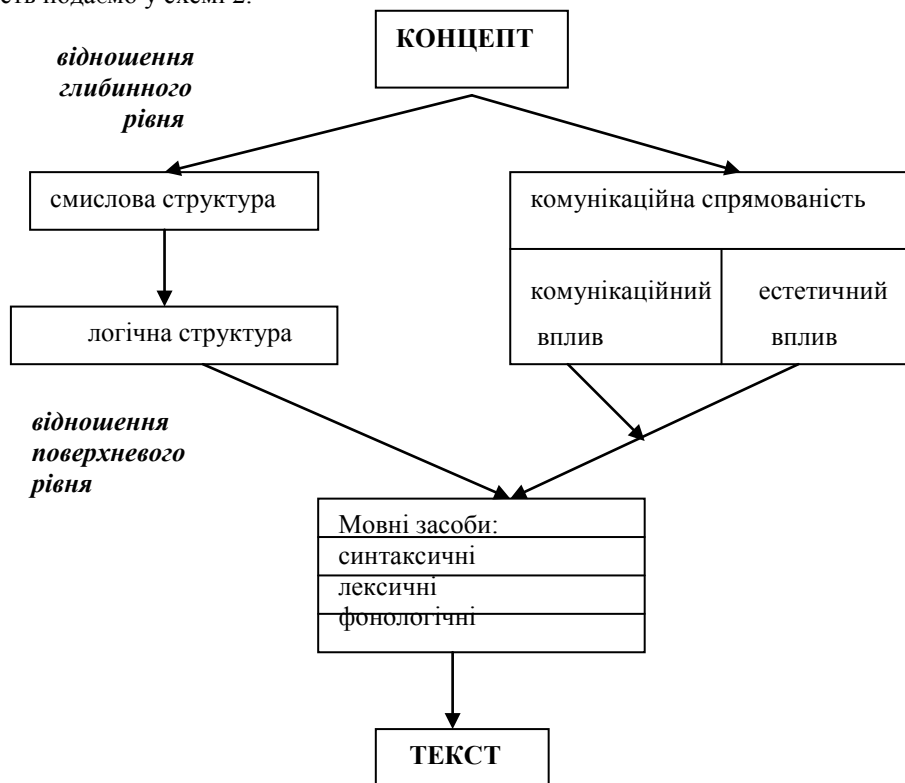 подаємо у схемі 2.
КОНЦЕПТ
відношення
глибинного
рівня
смислова структура
комунікаційна спрямованість
комунікаційний
вплив
естетичний
вплив
логічна структура
відношення
поверхневого
рівня
Мовні засоби:
синтаксичні
лексичні
фонологічні
ТЕКСТ